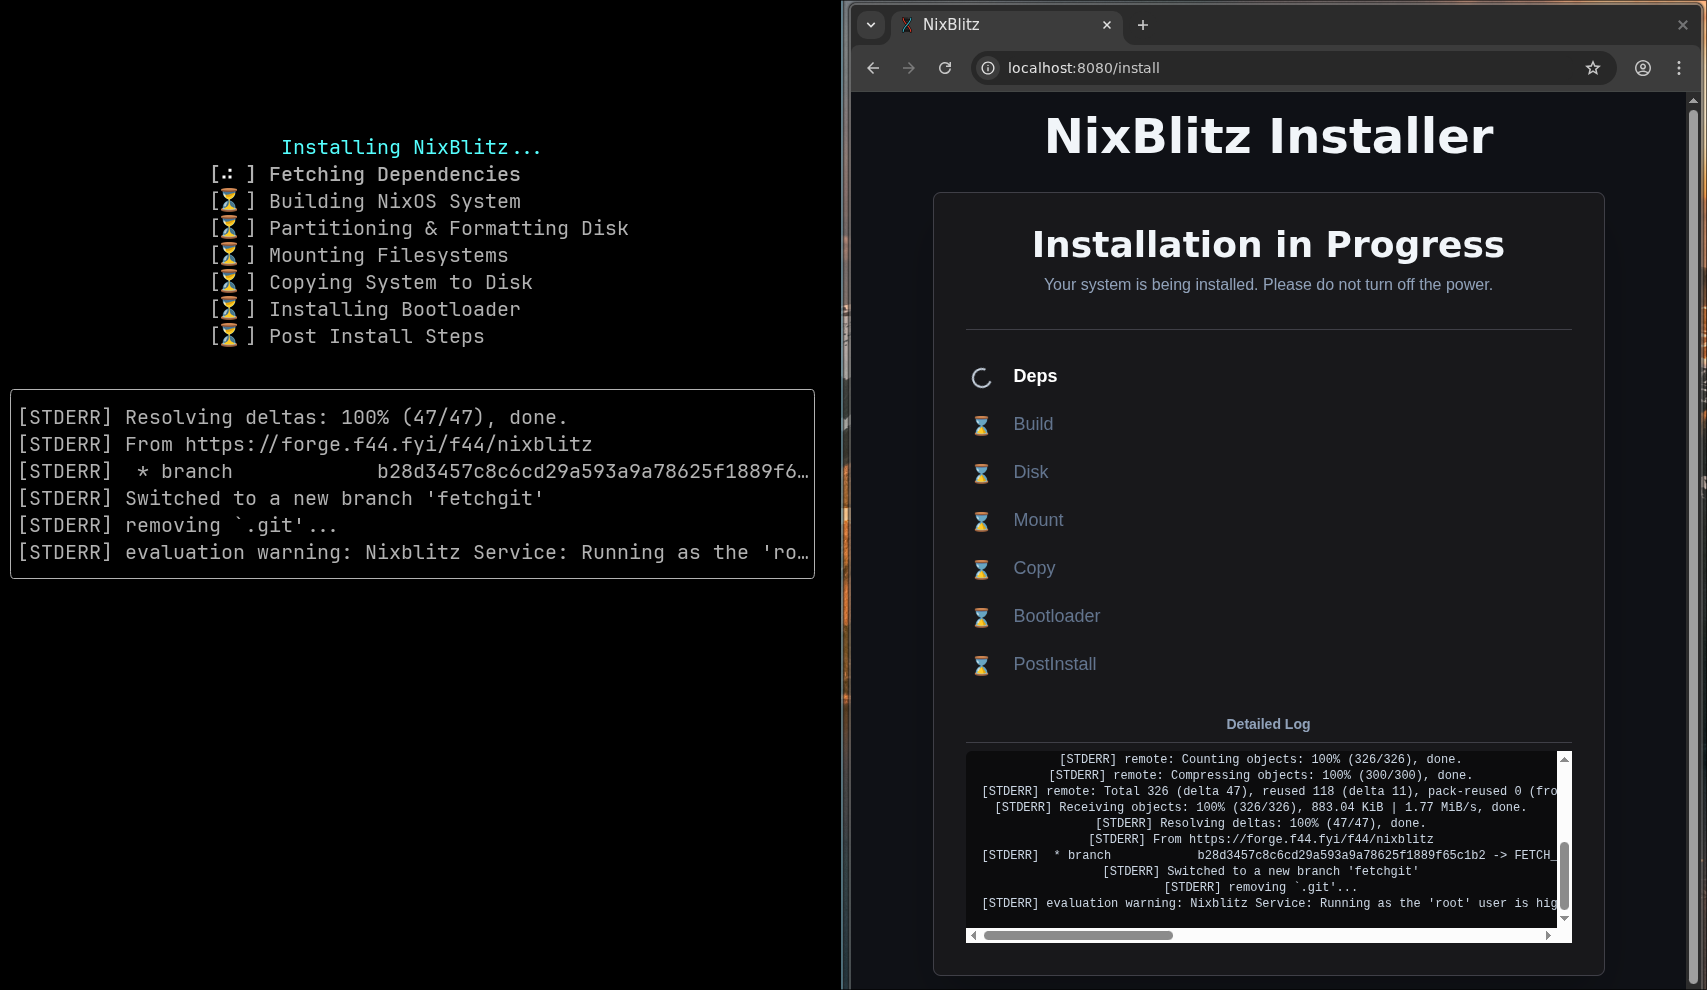 Installing NixBlitz...
[⠴ ] Fetching Dependencies
[⏳ ] Building NixOS System
[⏳ ] Partitioning & Formatting Disk
[⏳ ] Mounting Filesystems
[⏳ ] Copying System to Disk
[⏳ ] Installing Bootloader
[⏳ ] Post Install Steps
[STDERR] Resolving deltas: 100% (47/47), done.
[STDERR] From https://forge.f44.fyi/f44/nixblitz
[STDERR]  * branch            b28d3457c8c6cd29a593a9a78625f1889f6…
[STDERR] Switched to a new branch 'fetchgit'
[STDERR] removing `.git'...
[STDERR] evaluation warning: Nixblitz Service: Running as the 'ro…
NixBlitz
localhost:8080/install
NixBlitz Installer
Installation in Progress
Your system is being installed. Please do not turn off the power.
Deps
⌛ Build
⌛ Disk
⌛ Mount
⌛ Copy
⌛ Bootloader
⌛ PostInstall
Detailed Log
[STDERR] remote: Counting objects: 100% (326/326), done.
[STDERR] remote: Compressing objects: 100% (300/300), done.
[STDERR] remote: Total 326 (delta 47), reused 118 (delta 11), pack-reused 0 (fro
[STDERR] Receiving objects: 100% (326/326), 883.04 KiB | 1.77 MiB/s, done.
[STDERR] Resolving deltas: 100% (47/47), done.
[STDERR] From https://forge.f44.fyi/f44/nixblitz
[STDERR]  * branch            b28d3457c8c6cd29a593a9a78625f1889f65c1b2 -> FETCH_
[STDERR] Switched to a new branch 'fetchgit'
[STDERR] removing `.git'...
[STDERR] evaluation warning: Nixblitz Service: Running as the 'root' user is hig